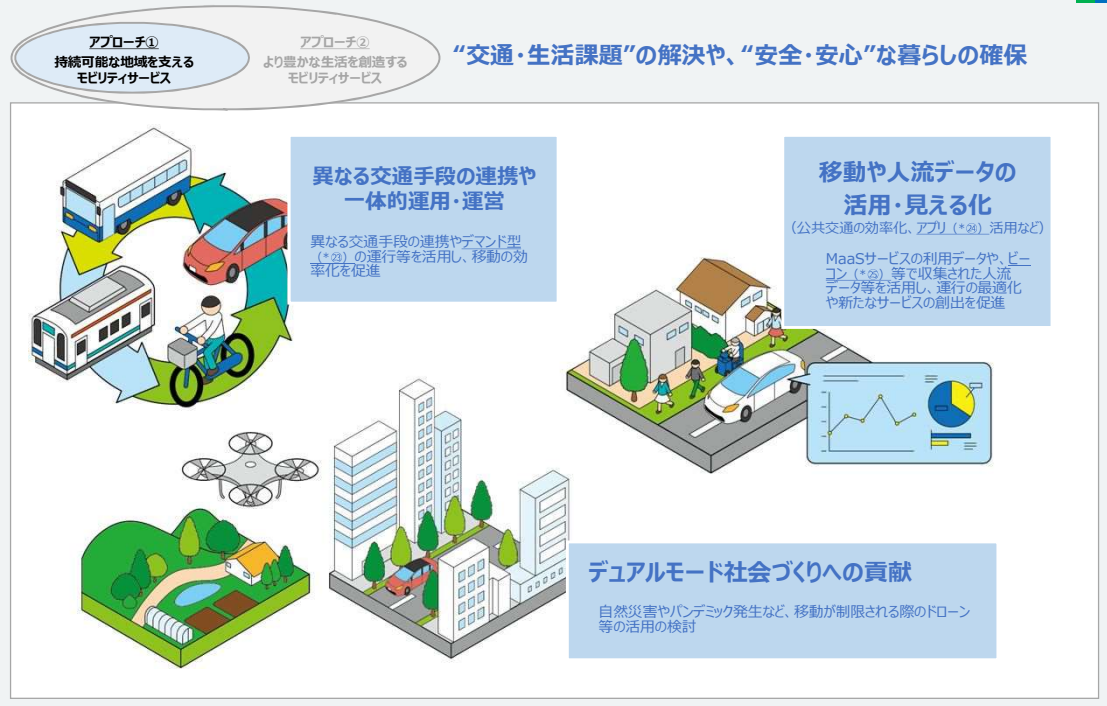 アプローチ①
持続可能な地域を支える
モビリティサービス
アプローチ②
より豊かな生活を創造する
モビリティサービス
“交通・生活課題”の解決や、“安全・安心”な暮らしの確保
異なる交通手段の連携や
一体的運用・運営
異なる交通手段の連携やデマンド型
（*㉓）の運行等を活用し、移動の効
率化を促進
移動や人流データの
活用・見える化
（公共交通の効率化、アプリ（*㉔）活用など）
MaaSサービスの利用データや、ビー
コン（*㉕）等で収集された人流
データ等を活用し、運行の最適化
や新たなサービスの創出を促進
デュアルモード社会づくりへの貢献
自然災害やパンデミック発生など、移動が制限される際のドローン
等の活用の検討